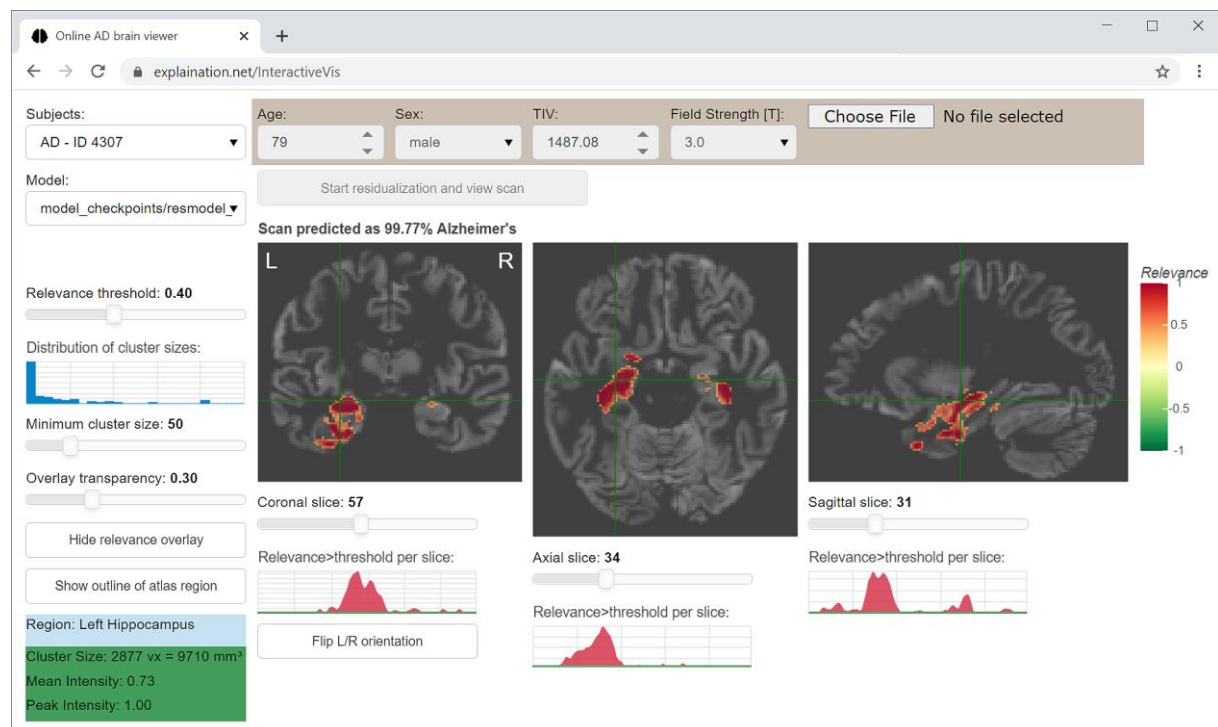 Online AD brain viewer
explaination.net/InteractiveVis
Subjects:
AD - ID 4307
Model:
model_checkpoints/resmodel_
Age:
79
Sex:
male
TIV:
1487.08
Field Strength [T]:
3.0
Choose File No file selected
Start residualization and view scan
Scan predicted as 99.77% Alzheimer's
L R
Relevance
1
0.5
0
-0.5
-1
Relevance threshold: 0.40
Distribution of cluster sizes:
Minimum cluster size: 50
Overlay transparency: 0.30
Hide relevance overlay
Show outline of atlas region
Region: Left Hippocampus
Cluster Size: 2877 vx = 9710 mm³
Mean Intensity: 0.73
Peak Intensity: 1.00
Coronal slice: 57
Relevance>threshold per slice:
Flip L/R orientation
Axial slice: 34
Relevance>threshold per slice:
Sagittal slice: 31
Relevance>threshold per slice: